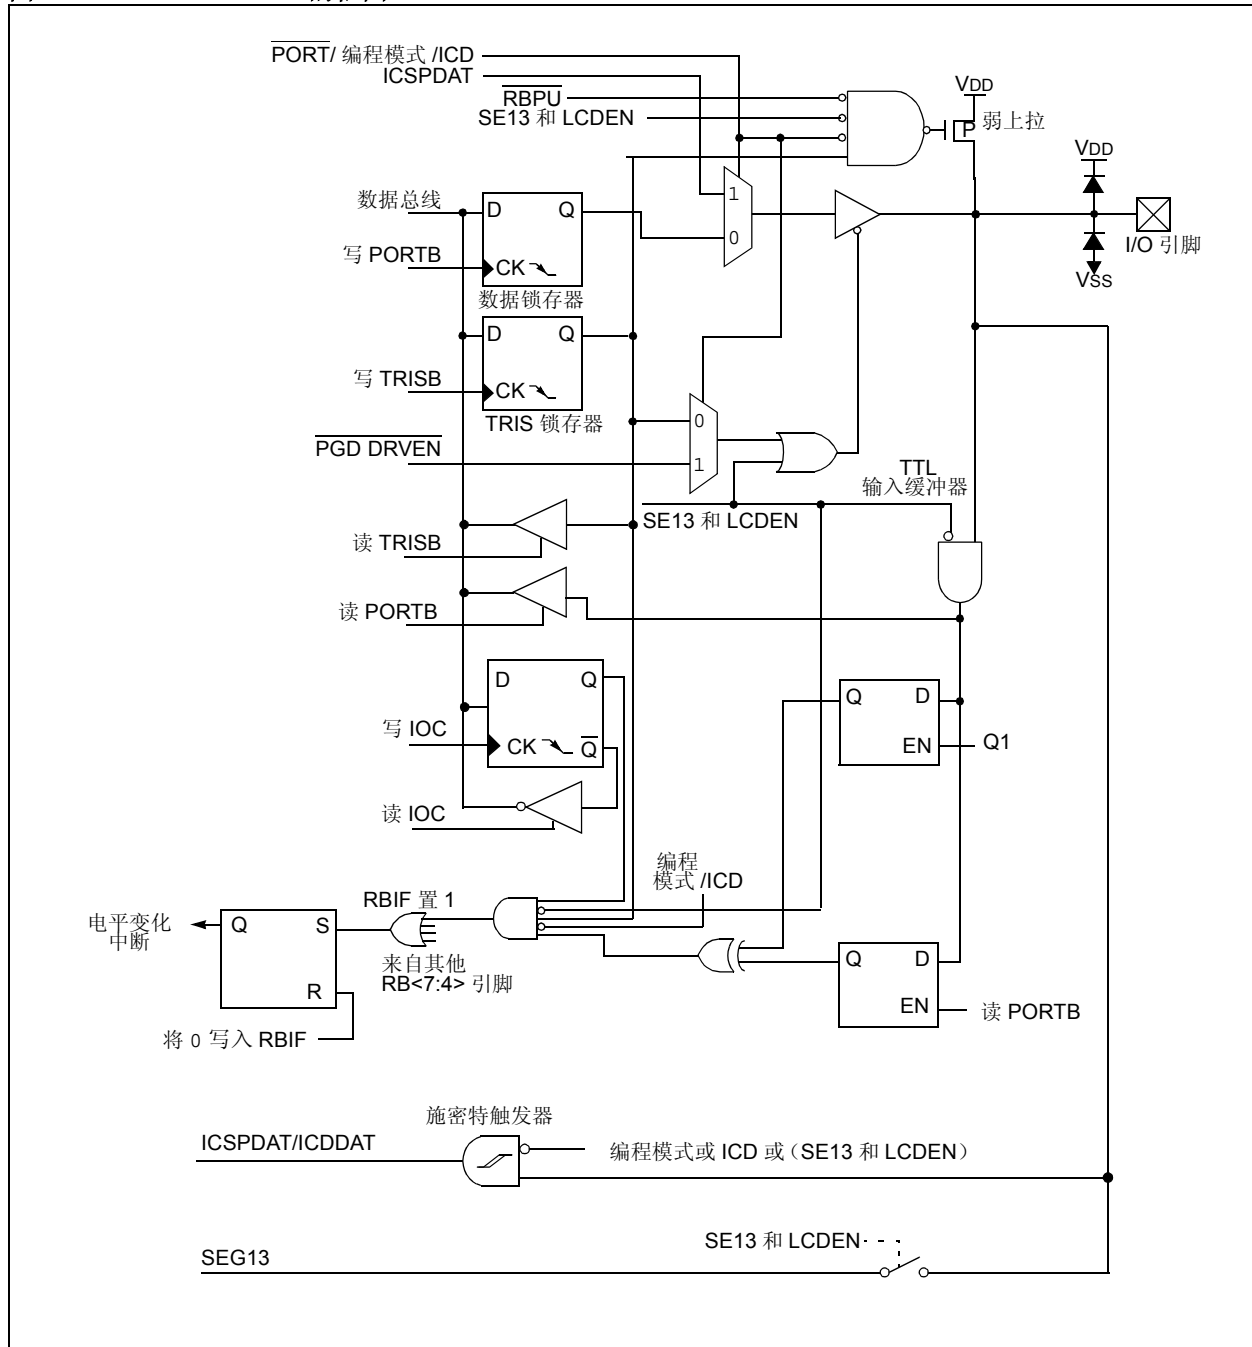 PORT/ 编程模式 /ICD
ICSPDAT
RBPU
SE13 和 LCDEN
VDD
P
弱上拉
VDD
数据总线
D
Q
1
0
I/O 引脚
写 PORTB
CK
VSS
数据锁存器
D
Q
写 TRISB
CK
TRIS 锁存器
0
PGD DRVEN
1
TTL
输入缓冲器
SE13 和 LCDEN
读 TRISB
读 PORTB
D
Q
Q
D
写 IOC
CK
Q
EN
Q1
读 IOC
编程
模式 /ICD
RBIF 置 1
电平变化
中断
Q
S
来自其他
RB<7:4> 引脚
Q
D
R
EN
读 PORTB
将 0 写入 RBIF
施密特触发器
ICSPDAT/ICDDAT
编程模式或 ICD 或（SE13 和 LCDEN）
SE13 和 LCDEN
SEG13